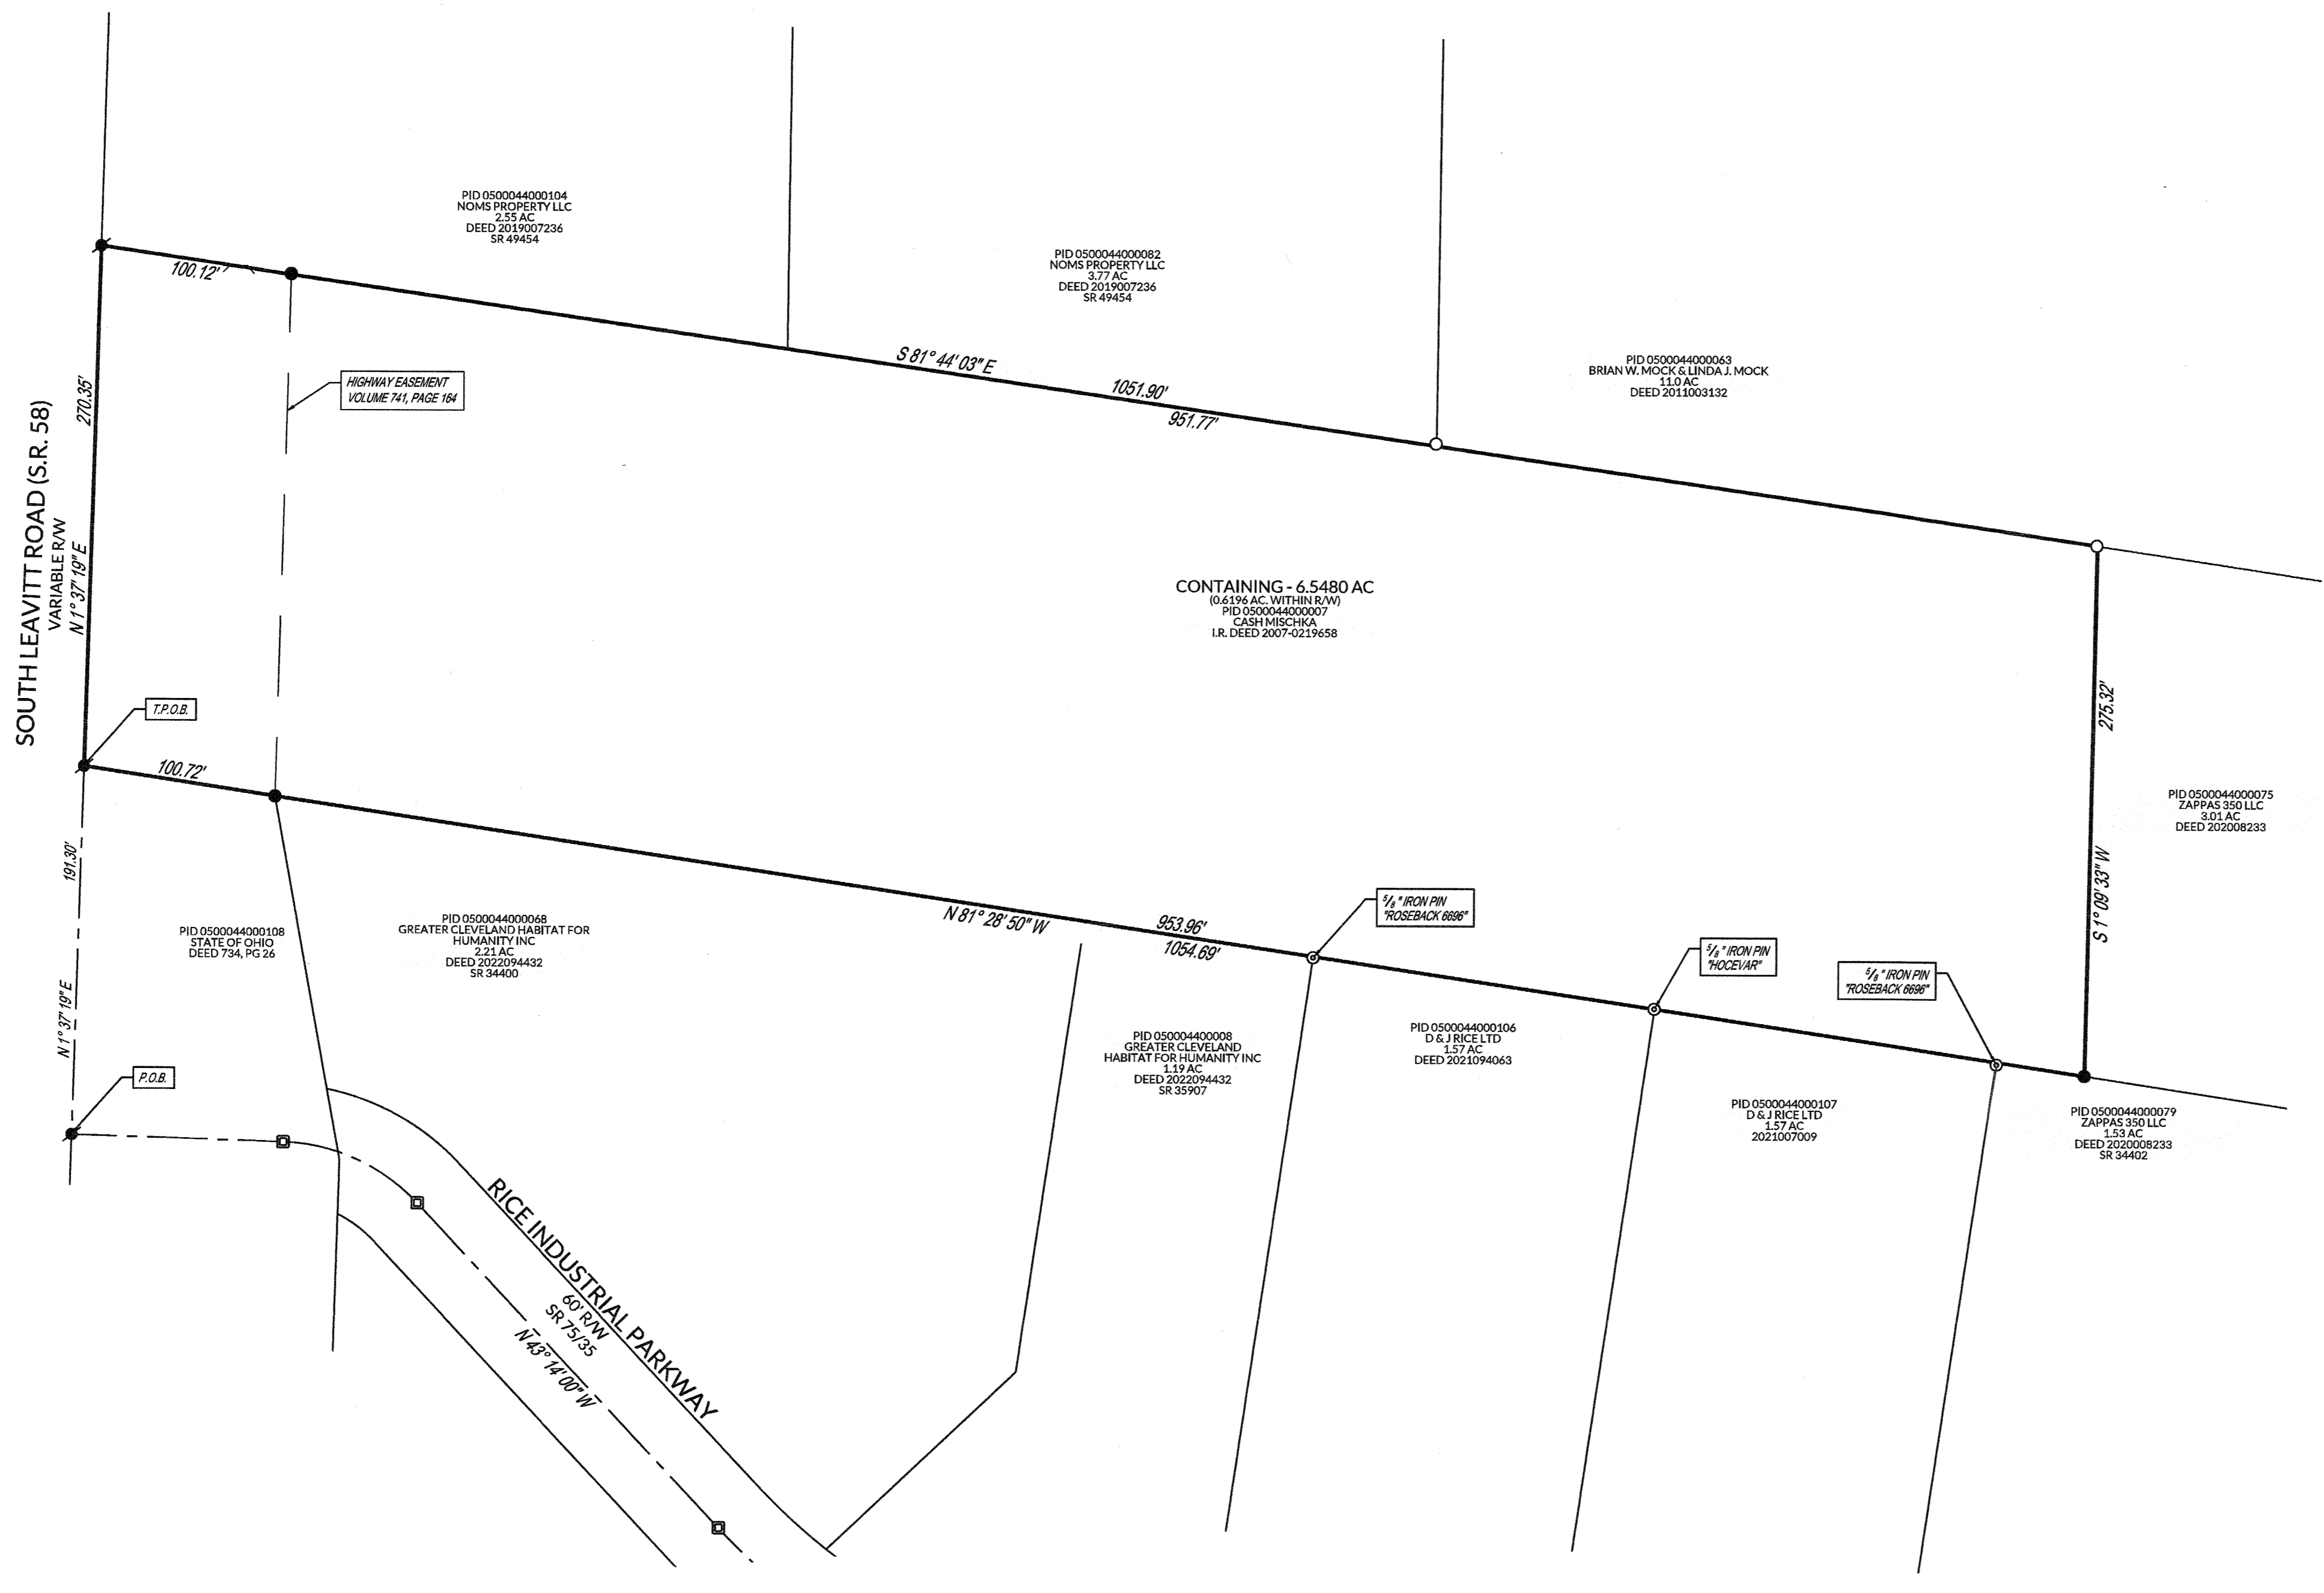 PID 0500044000104
NOMS PROPERTY LLC
2.55 AC
DEED 2019007236
SR 49454
PID 0500044000082
NOMS PROPERTY LLC
3.77 AC
DEED 2019007236
SR 49454
PID 0500044000063
BRIAN W. MOCK & LINDA J. MOCK
11.0 AC
DEED 2011003132
100.12'
S 81° 44' 03" E
1051.90'
951.77'
HIGHWAY EASEMENT
VOLUME 741, PAGE 164
SOUTH LEAVITT ROAD (S.R. 58)
VARIABLE R/W
N 1° 37' 19" E
270.35'
CONTAINING - 6.5480 AC
(0.6196 AC. WITHIN R/W)
PID 0500044000007
CASH MISCHKA
I.R. DEED 2007-0219658
275.32'
S 1° 09' 33" W
PID 0500044000075
ZAPPAS 350 LLC
3.01 AC
DEED 202008233
T.P.O.B.
100.72'
191.30'
N 1° 37' 19" E
N 81° 28' 50" W
953.96'
1054.69'
5/8" IRON PIN
"ROSEBACK 6696"
5/8" IRON PIN
"HOCEVAR"
5/8" IRON PIN
"ROSEBACK 6696"
PID 0500044000108
STATE OF OHIO
DEED 734, PG 26
PID 0500044000068
GREATER CLEVELAND HABITAT FOR
HUMANITY INC
2.21 AC
DEED 2022094432
SR 34400
PID 050004400008
GREATER CLEVELAND
HABITAT FOR HUMANITY INC
1.19 AC
DEED 2022094432
SR 35907
PID 0500044000106
D & J RICE LTD
1.57 AC
DEED 2021094063
PID 0500044000107
D & J RICE LTD
1.57 AC
2021007009
PID 0500044000079
ZAPPAS 350 LLC
1.53 AC
DEED 2020008233
SR 34402
P.O.B.
RICE INDUSTRIAL PARKWAY
60' R/W
SR 75/35
N 43° 14' 00" W